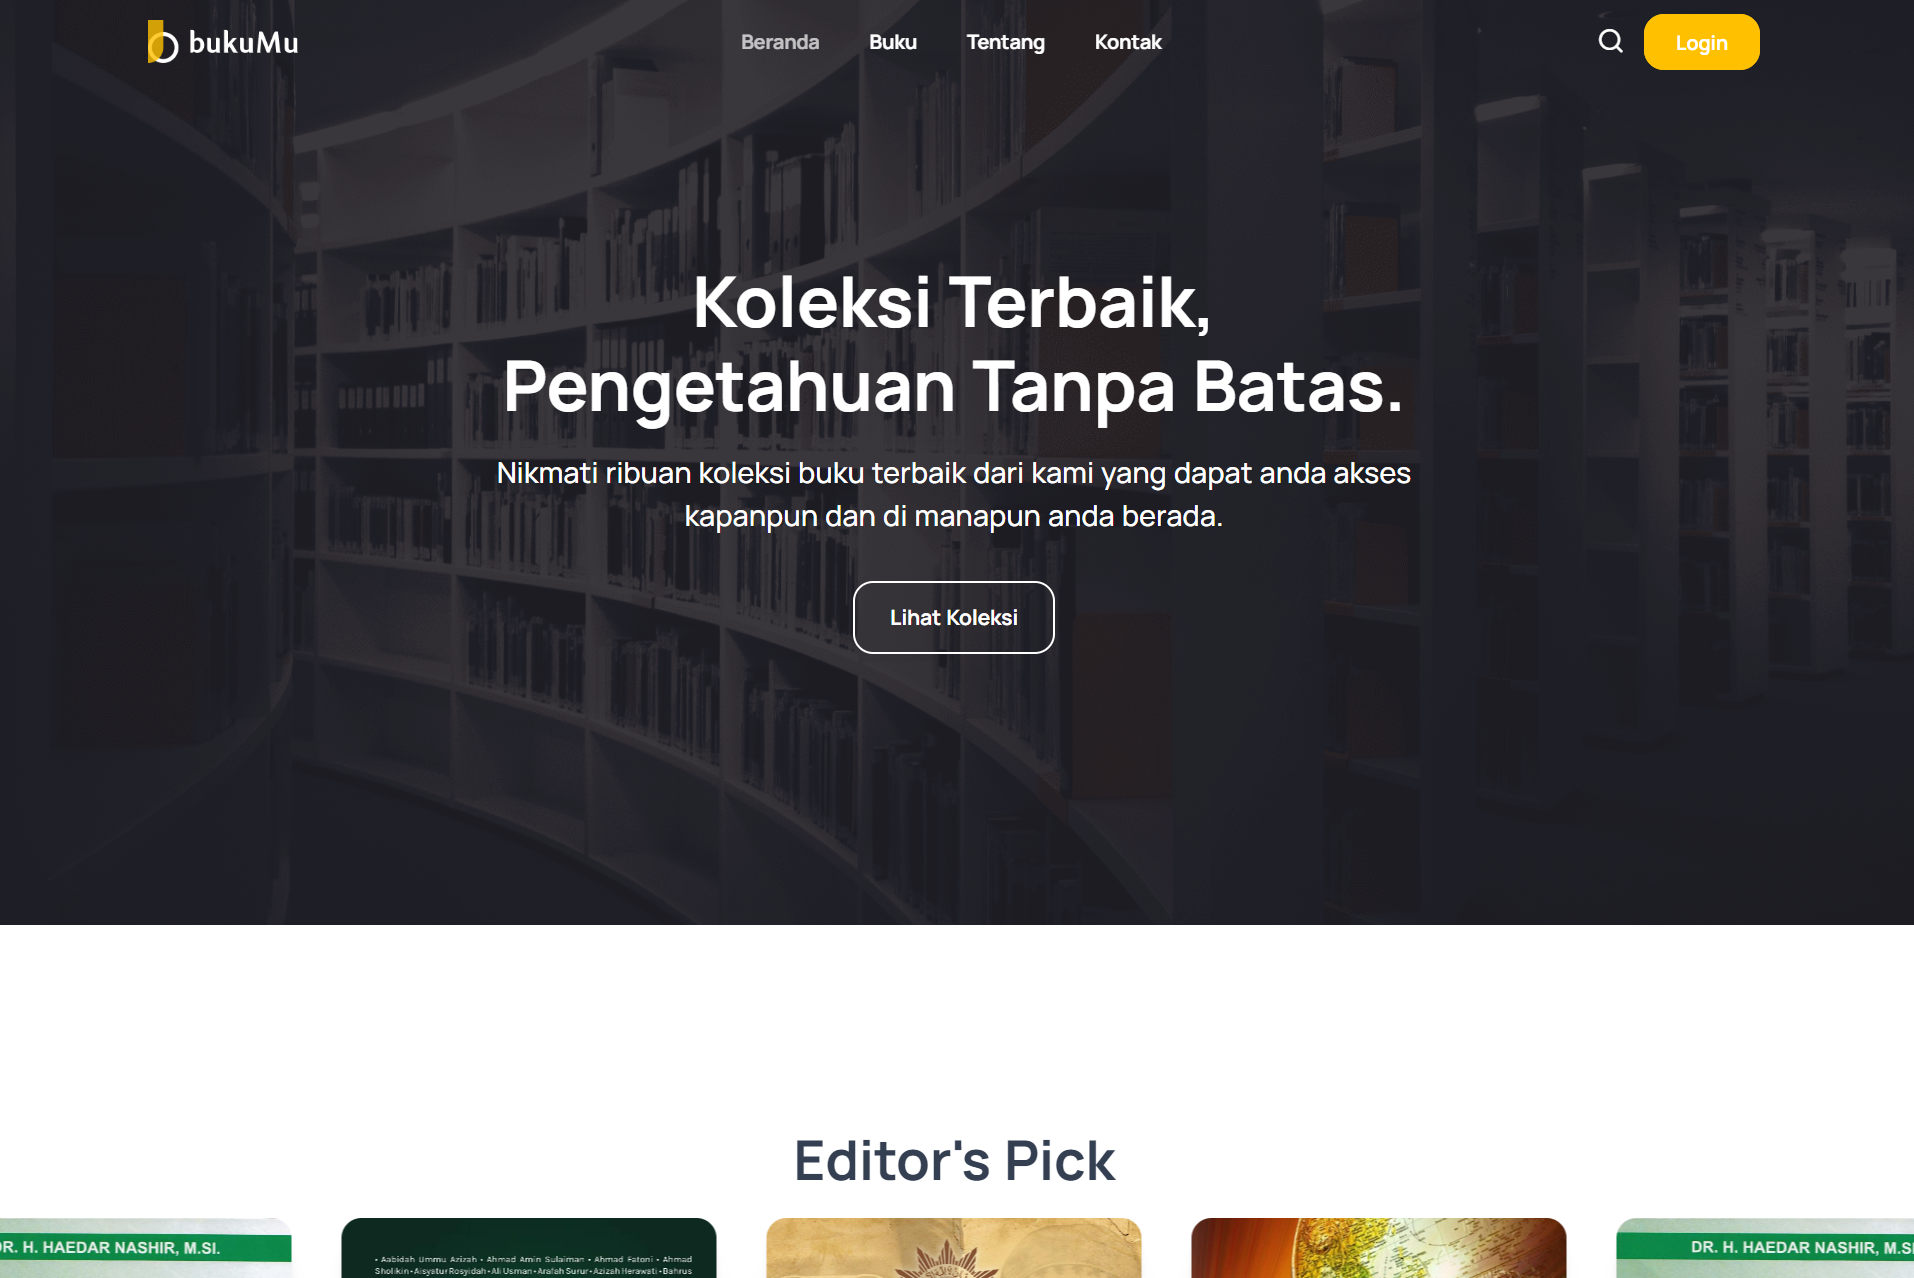 bukuMu
Beranda Buku Tentang Kontak
Login
Koleksi Terbaik,
Pengetahuan Tanpa Batas.
Nikmati ribuan koleksi buku terbaik dari kami yang dapat anda akses
kapanpun dan di manapun anda berada.
Lihat Koleksi
Editor's Pick
DR. H. HAEDAR NASHIR, M.SI.
• Aabidah Ummu Azizah • Ahmad Amin Sulaiman • Ahmad Fatoni • Ahmad
Sholikin • Aisyatur Rosyidah • Ali Usman • Arafah Surur • Azizah Herawati • Bahrus
DR. H. HAEDAR NASHIR, M.SI